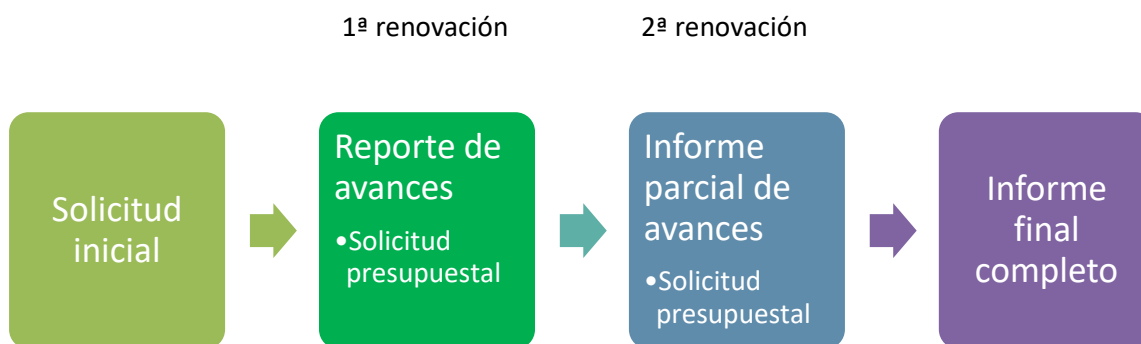 1ª renovación
2ª renovación
Solicitud
inicial
Reporte de
avances
•Solicitud
presupuestal
Informe
parcial de
avances
•Solicitud
presupuestal
Informe
final
completo